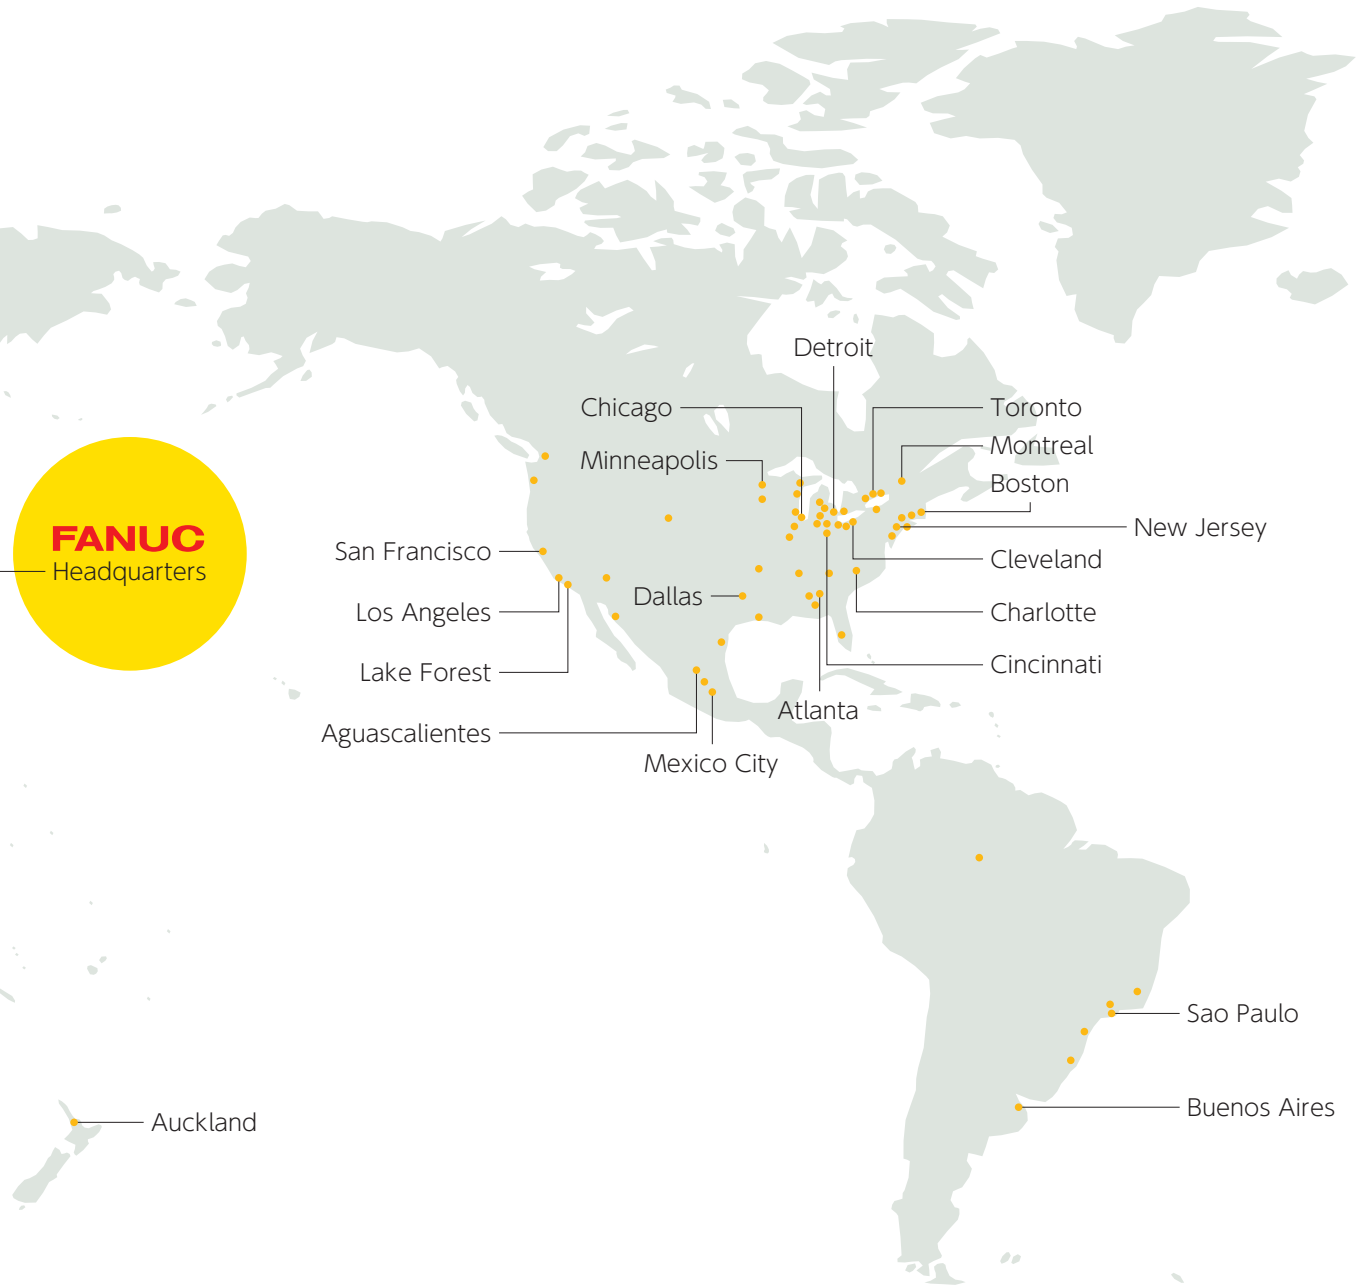 Detroit
Chicago
Toronto
Montreal
Minneapolis
Boston
New Jersey
FANUC
Headquarters
San Francisco
Cleveland
Dallas
Los Angeles
Charlotte
Lake Forest
Cincinnati
Atlanta
Aguascalientes
Mexico City
Sao Paulo
Buenos Aires
Auckland